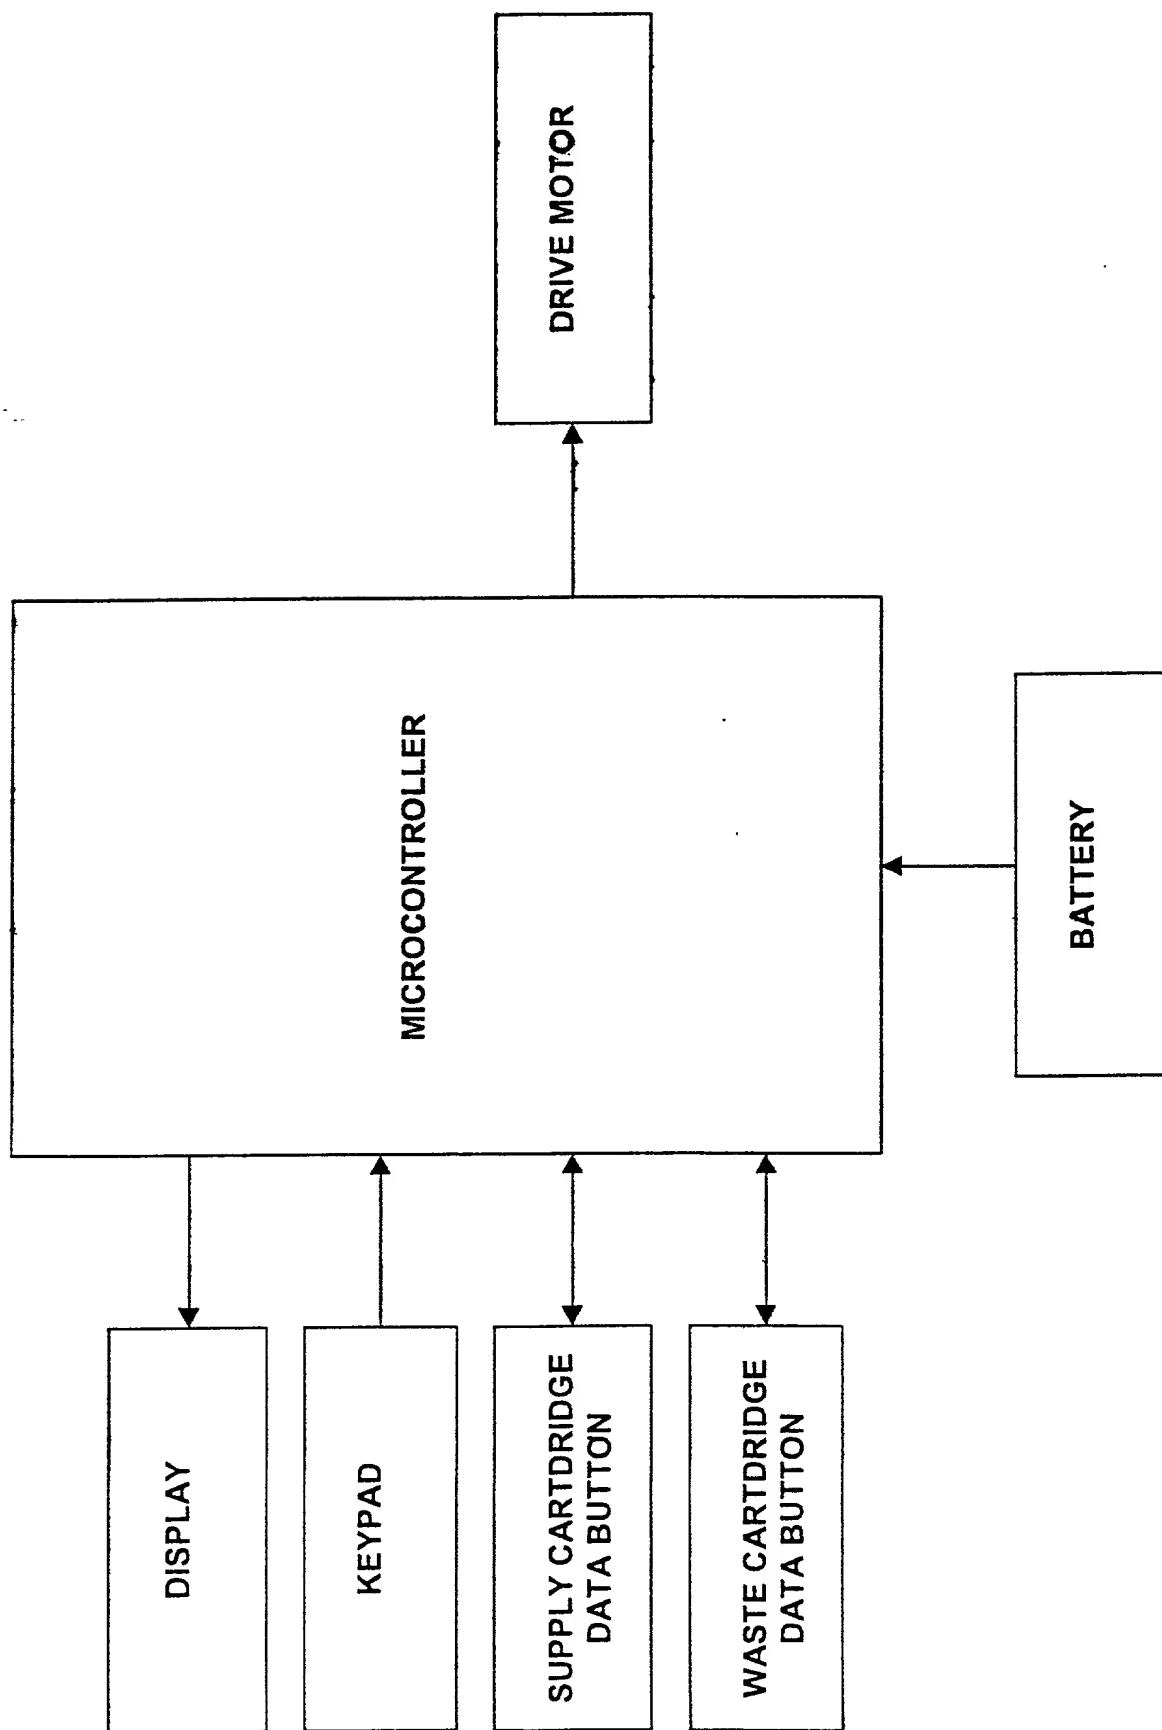 DISPLAY
KEYPAD
SUPPLY CARTDRIDGE
DATA BUTTON
WASTE CARTDRIDGE
DATA BUTTON
MICROCONTROLLER
BATTERY
DRIVE MOTOR